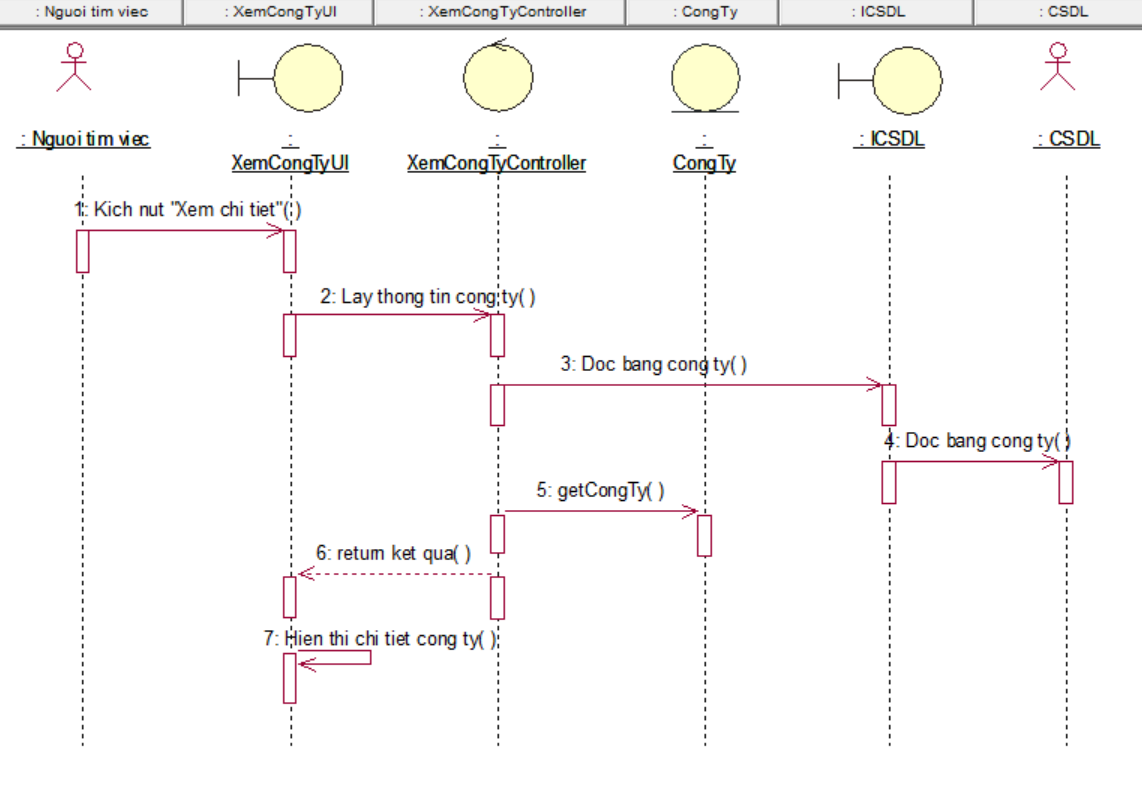 : Nguoi tim viec
: XemCongTyUI
: XemCongTyController
: CongTy
: ICSDL
: CSDL
: Nguoi tim viec
:
XemCongTyUI
:
XemCongTyController
:
CongTy
: ICSDL
: CSDL
1: Kich nut "Xem chi tiet"( )
2: Lay thong tin cong ty( )
3: Doc bang cong ty( )
4: Doc bang cong ty( )
5: getCongTy( )
6: return ket qua( )
7: Hien thi chi tiet cong ty( )